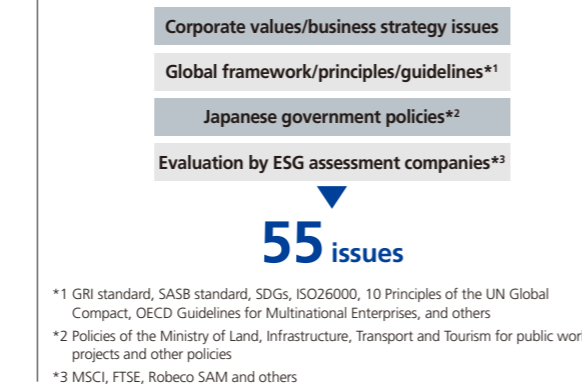 Corporate values/business strategy issues
Global framework/principles/guidelines*1
Japanese government policies*2
Evaluation by ESG assessment companies*3
55 issues
*1 GRI standard, SASB standard, SDGs, ISO26000, 10 Principles of the UN Global
Compact, OECD Guidelines for Multinational Enterprises, and others
*2 Policies of the Ministry of Land, Infrastructure, Transport and Tourism for public
projects and other policies
*3 MSCI, FTSE, Robeco SAM and others